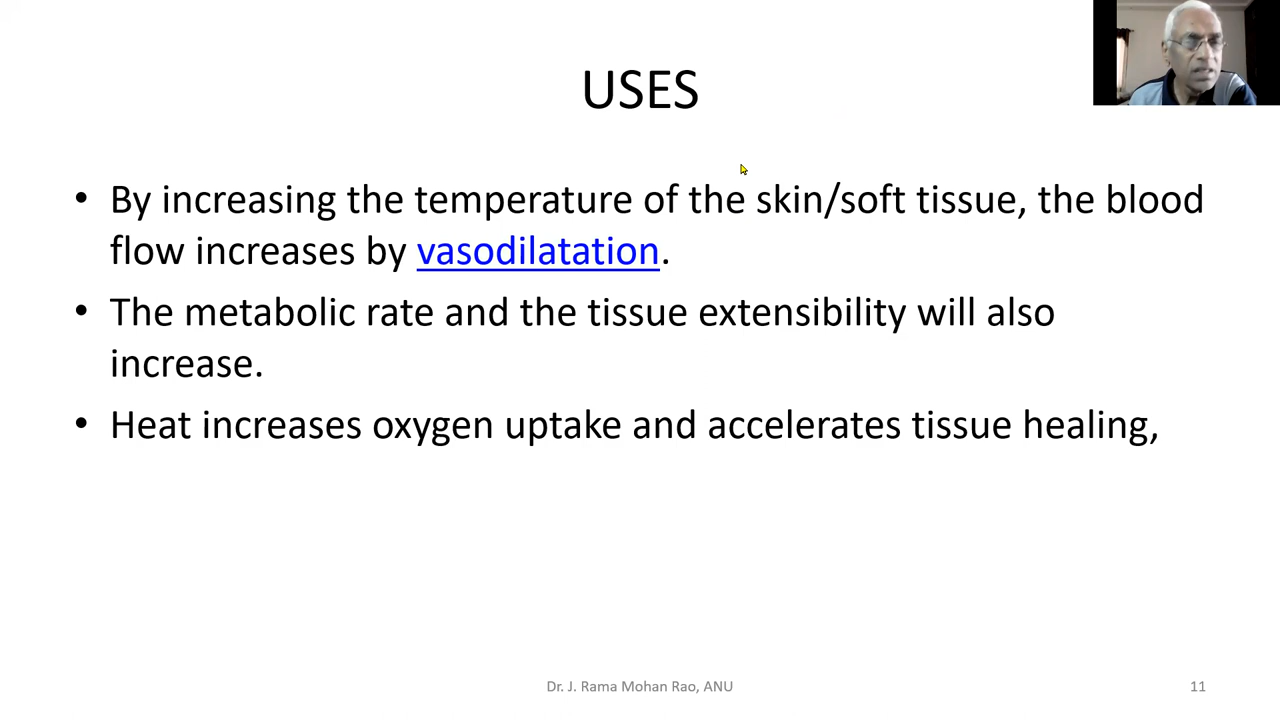 USES
• By increasing the temperature of the skin/soft tissue, the blood
flow increases by vasodilatation.
• The metabolic rate and the tissue extensibility will also
increase.
• Heat increases oxygen uptake and accelerates tissue healing,
Dr. J. Rama Mohan Rao, ANU
11